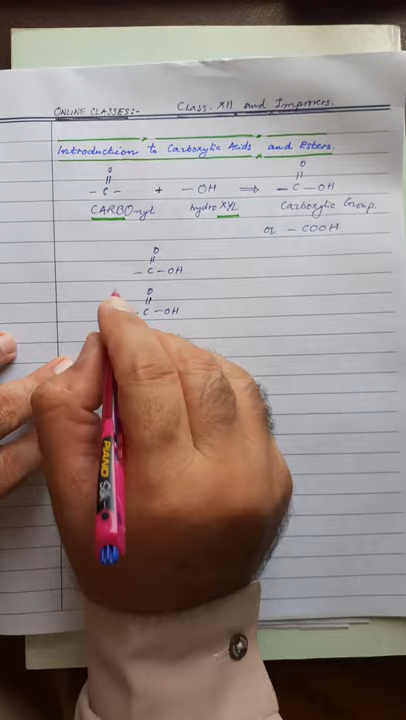 ONLINE CLASSES:- CLASS-XII and Improvers.
Introduction to Carboxylic Acids and Esters.
O O
|| ||
- C - + - OH ⟹ - C - OH
CARBOnyl hydroXYL Carboxylic Group.
or - COOH
O
||
- C - OH
O
||
- C - OH
PIANO